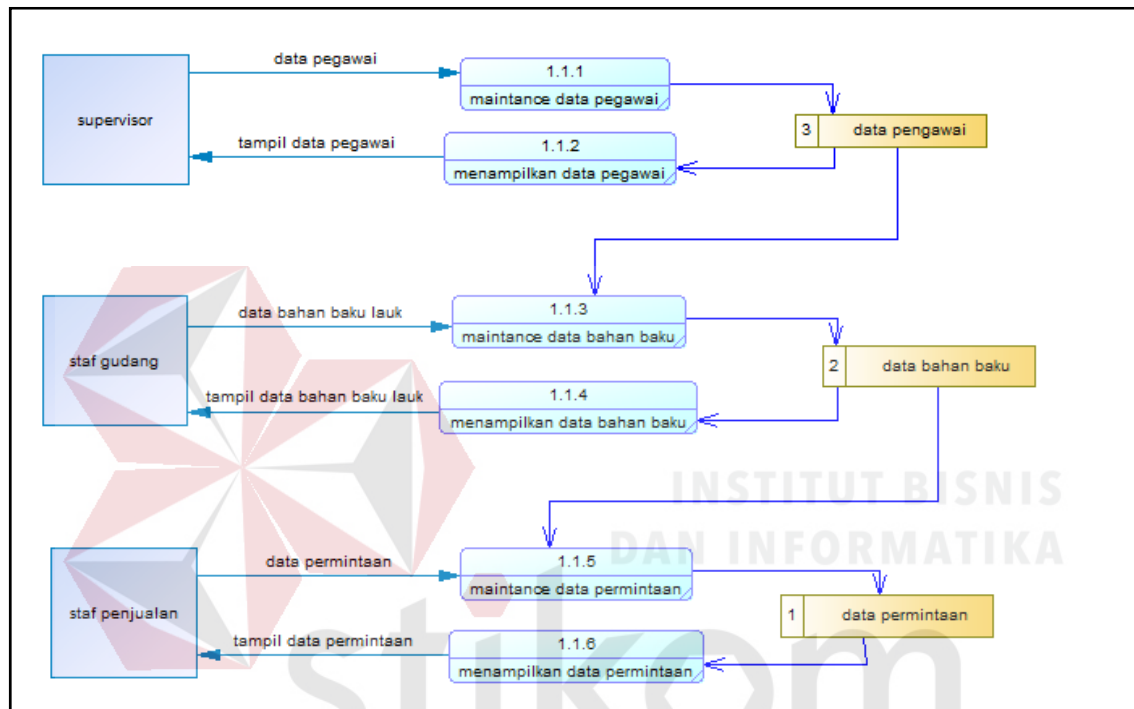 data pegawai
1.1.1
maintance data pegawai
supervisor
3 data pengawai
tampil data pegawai
1.1.2
menampilkan data pegawai
data bahan baku lauk
1.1.3
maintance data bahan baku
staf gudang
2 data bahan baku
tampil data bahan baku lauk
1.1.4
menampilkan data bahan baku
INSTITUT BISNIS
DAN INFORMATIKA
data permintaan
1.1.5
maintance data permintaan
staf penjualan
1 data permintaan
tampil data permintaan
1.1.6
menampilkan data permintaan
stikom